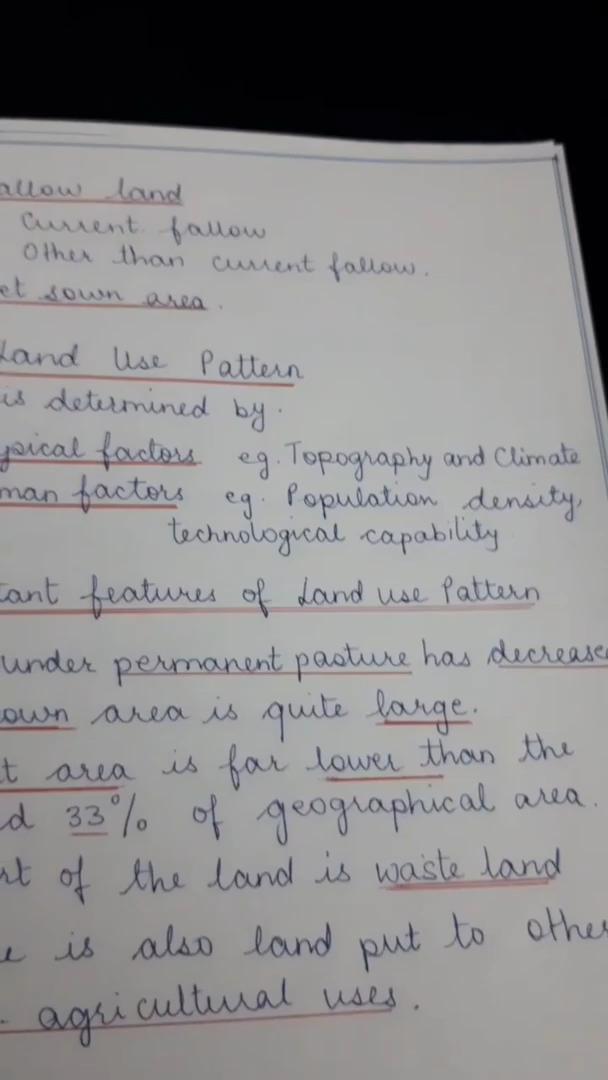 allow land
Current fallow
Other than current fallow.
et sown area.
Land Use Pattern
is determined by.
ysical factors eg. Topography and Climate
man factors eg. Population density,
technological capability
tant features of Land use Pattern
under permanent pasture has decrease
own area is quite large.
t area is far lower than the
d 33% of geographical area.
rt of the land is waste land
e is also land put to other
- agricultural uses.